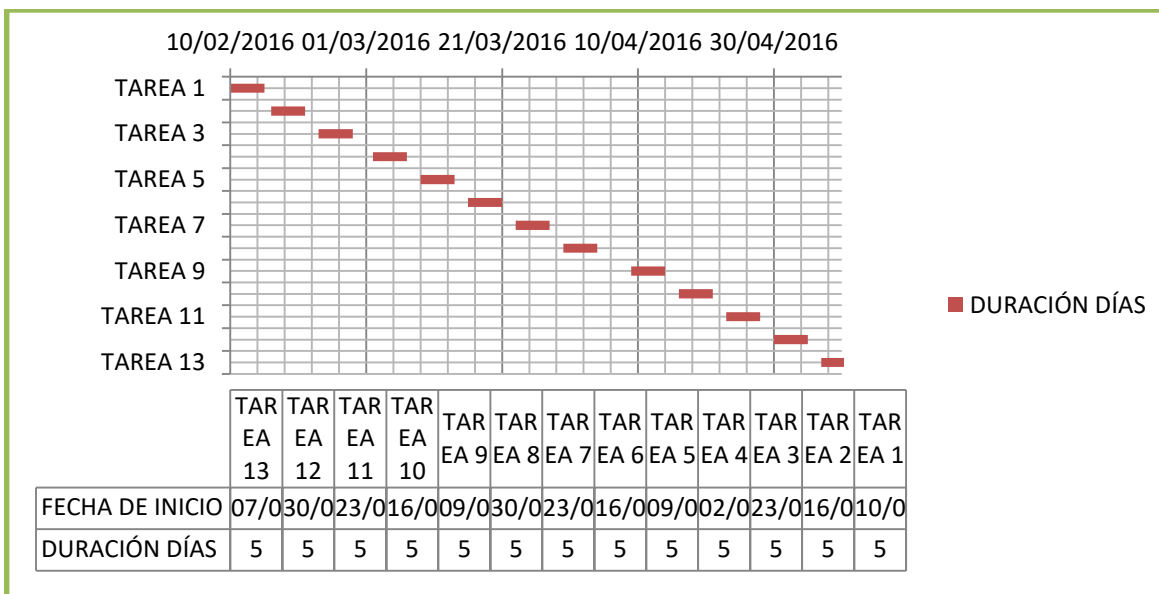 10/02/2016 01/03/2016 21/03/2016 10/04/2016 30/04/2016
TAREA 1
TAREA 3
TAREA 5
TAREA 7
TAREA 9
TAREA 11
TAREA 13
DURACIÓN DÍAS
TAR TAR TAR TAR TAR TAR TAR TAR TAR TAR TAR TAR TAR
EA EA EA EA EA 9 EA 8 EA 7 EA 6 EA 5 EA 4 EA 3 EA 2 EA 1
13 12 11 10
FECHA DE INICIO 07/0 30/0 23/0 16/0 09/0 30/0 23/0 16/0 09/0 02/0 23/0 16/0 10/0
DURACIÓN DÍAS 5 5 5 5 5 5 5 5 5 5 5 5 5